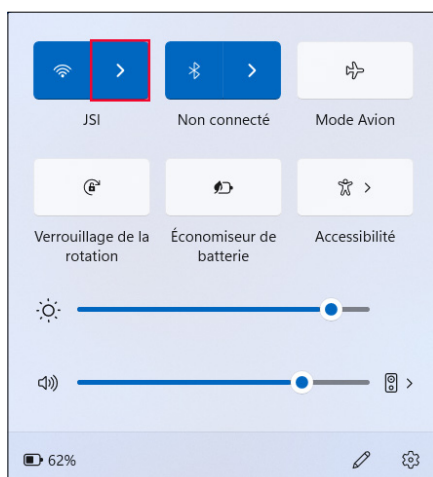 JSI
Non connecté
Mode Avion
Verrouillage de la
rotation
Économiseur de
batterie
Accessibilité
62%